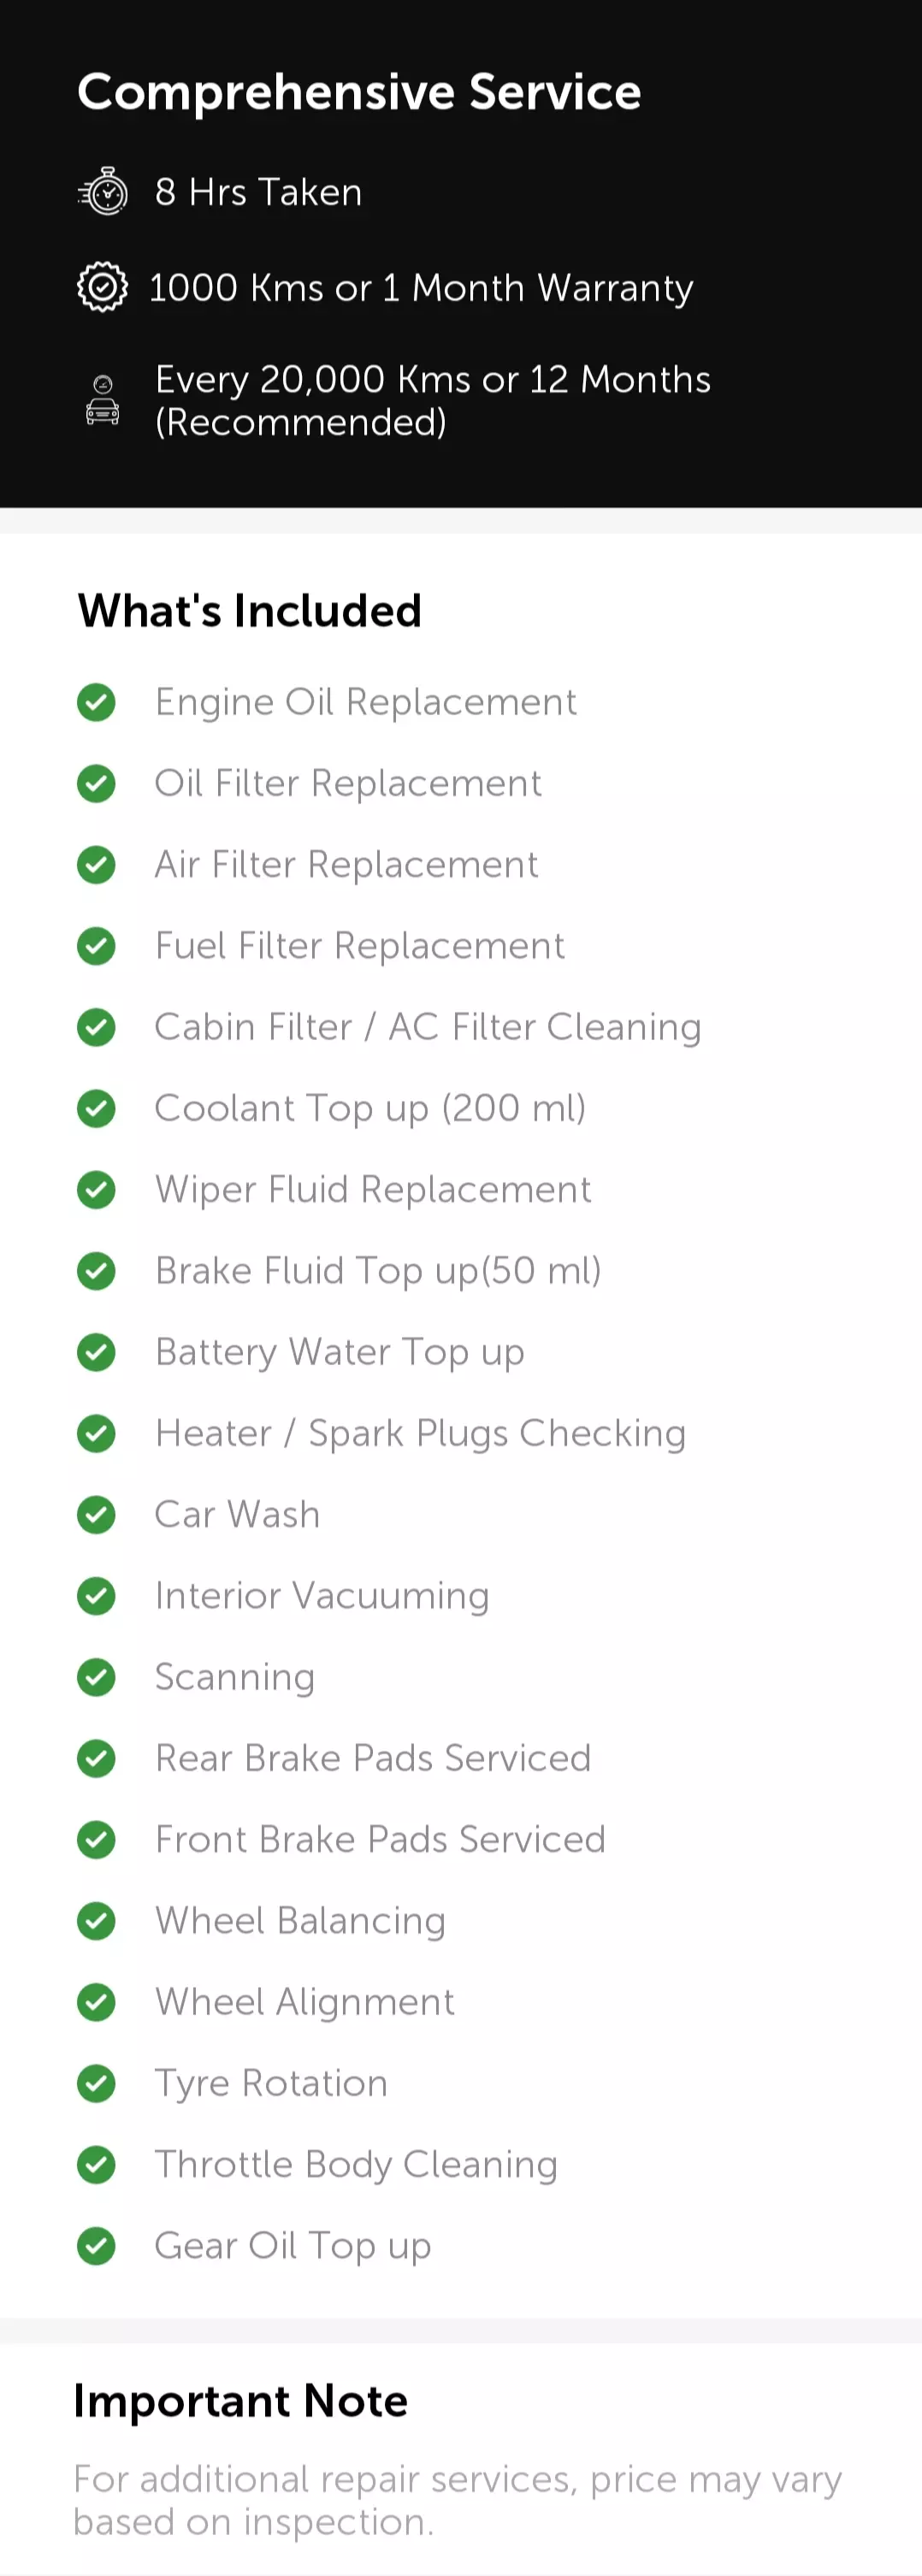 Comprehensive Service
8 Hrs Taken
1000 Kms or 1 Month Warranty
Every 20,000 Kms or 12 Months
(Recommended)
What's Included
Engine Oil Replacement
Oil Filter Replacement
Air Filter Replacement
Fuel Filter Replacement
Cabin Filter / AC Filter Cleaning
Coolant Top up (200 ml)
Wiper Fluid Replacement
Brake Fluid Top up(50 ml)
Battery Water Top up
Heater / Spark Plugs Checking
Car Wash
Interior Vacuuming
Scanning
Rear Brake Pads Serviced
Front Brake Pads Serviced
Wheel Balancing
Wheel Alignment
Tyre Rotation
Throttle Body Cleaning
Gear Oil Top up
Important Note
For additional repair services, price may vary
based on inspection.